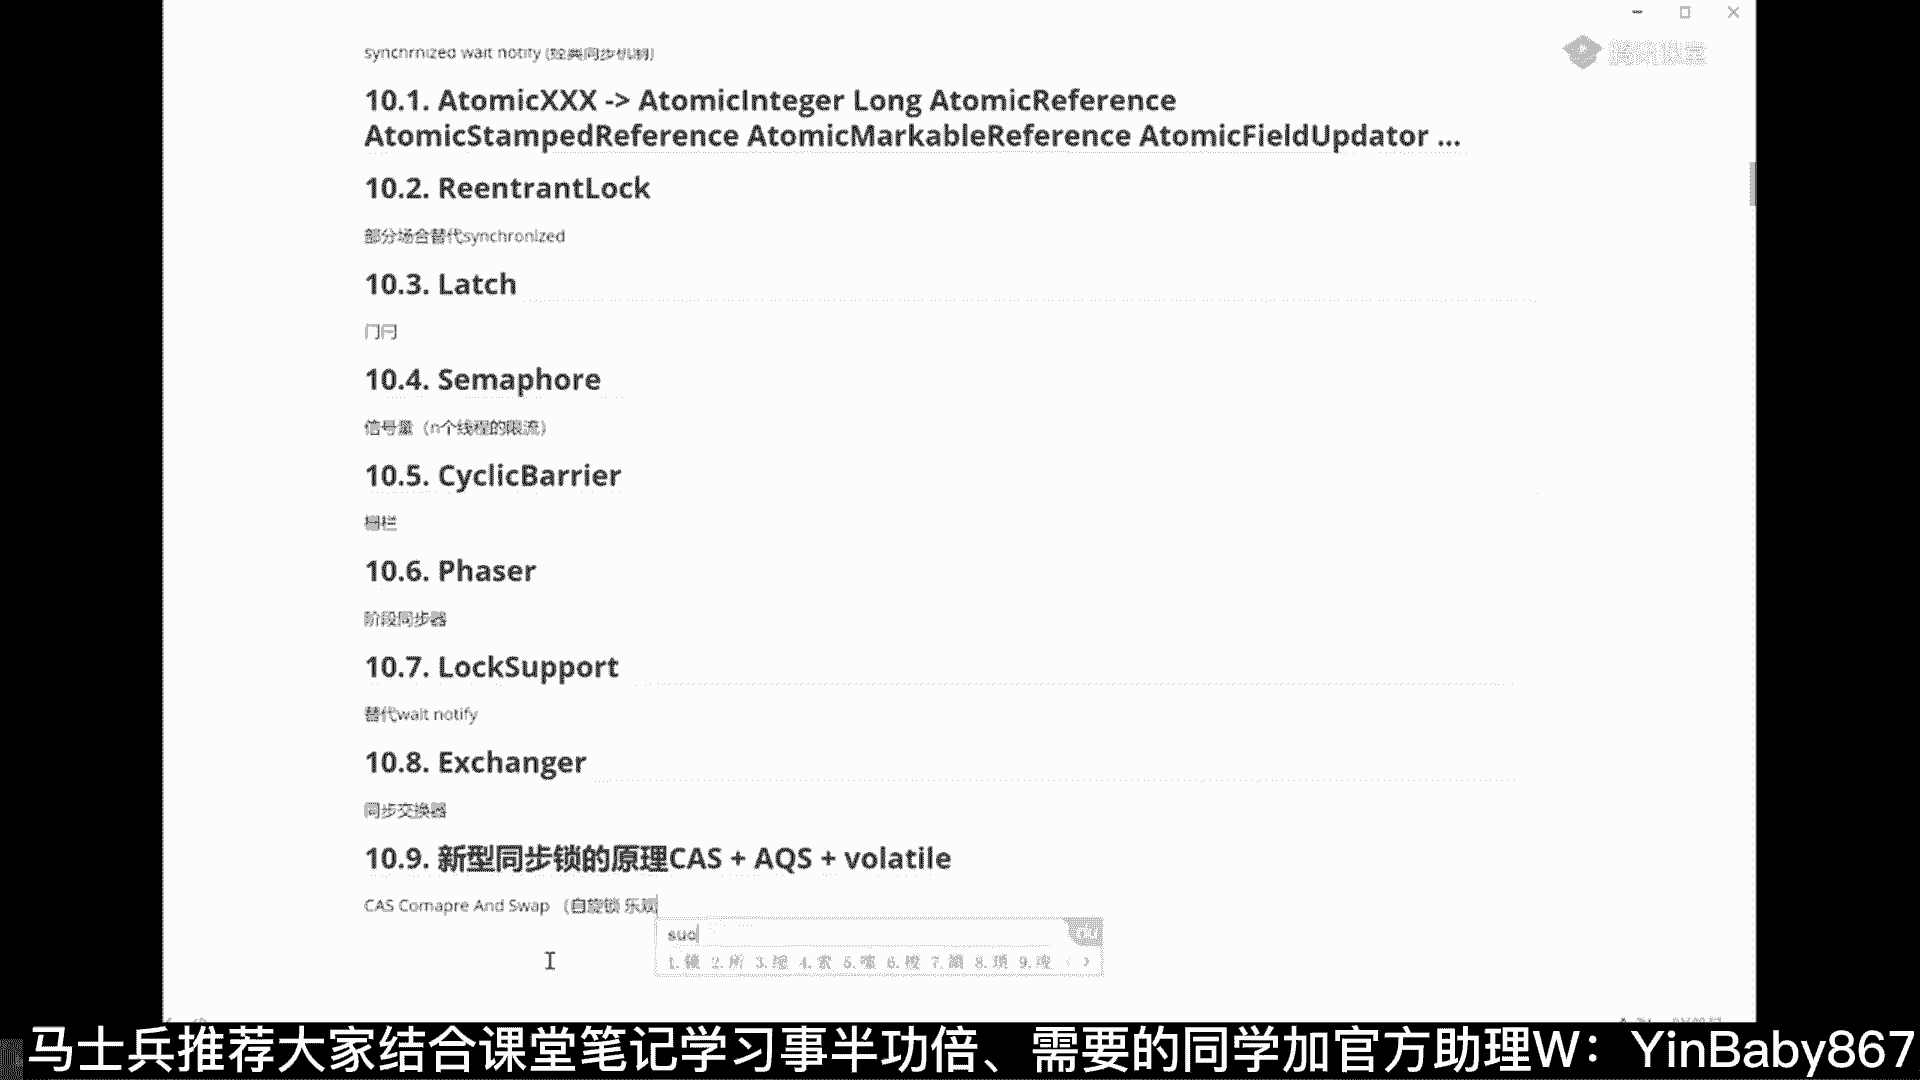 synchrnized wait notify (经典同步机制)
10.1. AtomicXXX -> AtomicInteger Long AtomicReference
AtomicStampedReference AtomicMarkableReference AtomicFieldUpdator ...
10.2. ReentrantLock
部分场合替代synchronized
10.3. Latch
门闩
10.4. Semaphore
信号量（n个线程的限流）
10.5. CyclicBarrier
栅栏
10.6. Phaser
阶段同步器
10.7. LockSupport
替代wait notify
10.8. Exchanger
同步交换器
10.9. 新型同步锁的原理CAS + AQS + volatile
CAS Comapre And Swap （自旋锁 乐观
suo
1.锁 2.所 3.缩 4.索 5.嗦 6.梭 7. 8. 9.
腾讯课堂
马士兵推荐大家结合课堂笔记学习事半功倍、需要的同学加官方助理W：YinBaby867